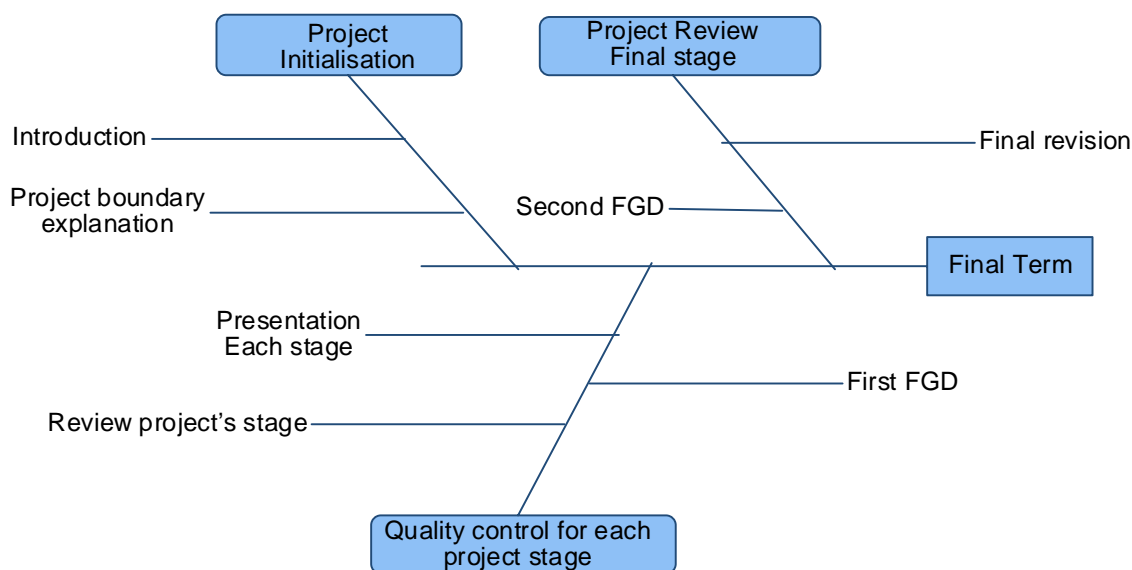 Project
Initialisation
Project Review
Final stage
Introduction
Final revision
Project boundary
explanation
Second FGD
Final Term
Presentation
Each stage
First FGD
Review project’s stage
Quality control for each
project stage